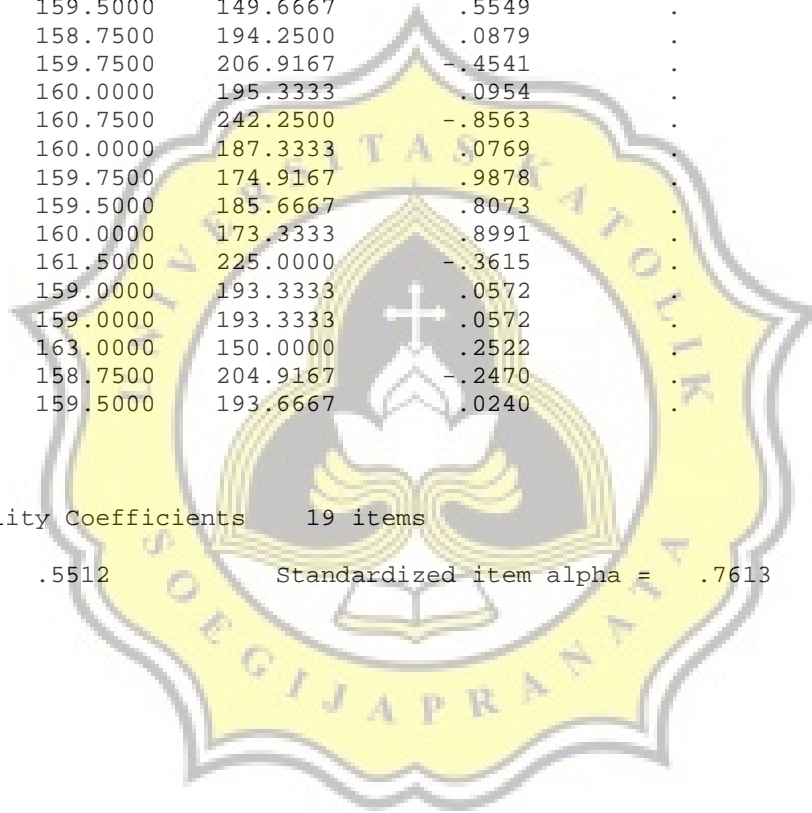 159.5000 149.6667 .5549 .
158.7500 194.2500 .0879 .
159.7500 206.9167 -.4541 .
160.0000 195.3333 .0954 .
160.7500 242.2500 -.8563 .
160.0000 187.3333 .0769 .
159.7500 174.9167 .9878 .
159.5000 185.6667 .8073 .
160.0000 173.3333 .8991 .
161.5000 225.0000 -.3615 .
159.0000 193.3333 .0572 .
159.0000 193.3333 .0572 .
163.0000 150.0000 .2522 .
158.7500 204.9167 -.2470 .
159.5000 193.6667 .0240 .
lity Coefficients 19 items
.5512 Standardized item alpha = .7613
UNIVERSITAS KATOLIK
SOEGIJAPRANATA